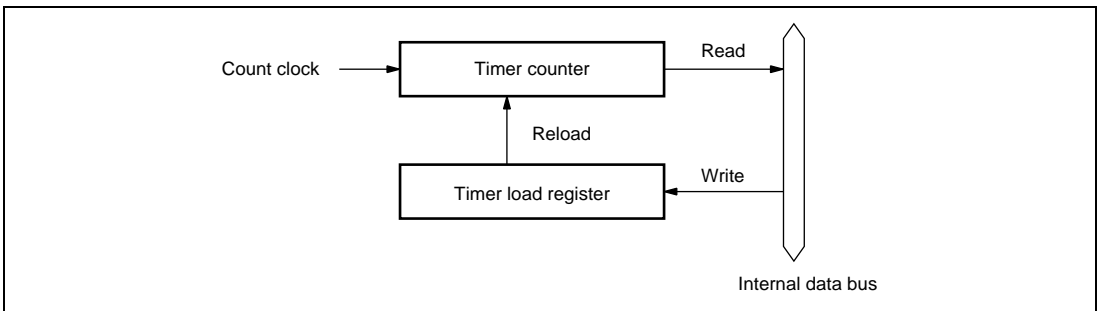 Read
Count clock
Timer counter
Reload
Write
Timer load register
Internal data bus